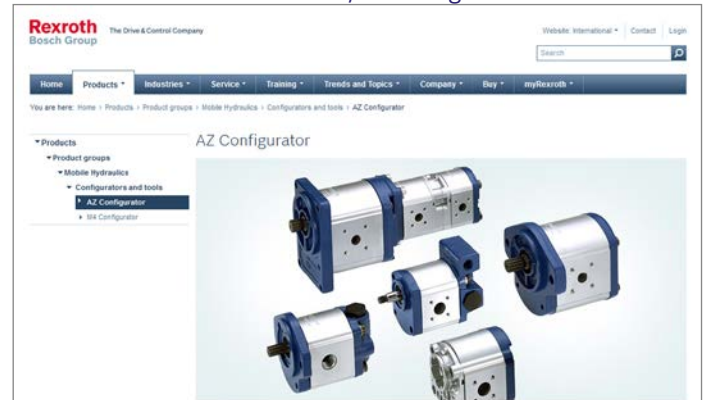 Rexroth
Bosch Group
The Drive & Control Company
Website: International
Contact
Login
Search
Home
Products
Industries
Service
Training
Trends and Topics
Company
Buy
myRexroth
You are here: Home › Products › Product groups › Mobile Hydraulics › Configurators and tools › AZ Configurator
Products
Product groups
Mobile Hydraulics
Configurators and tools
AZ Configurator
M4 Configurator
AZ Configurator